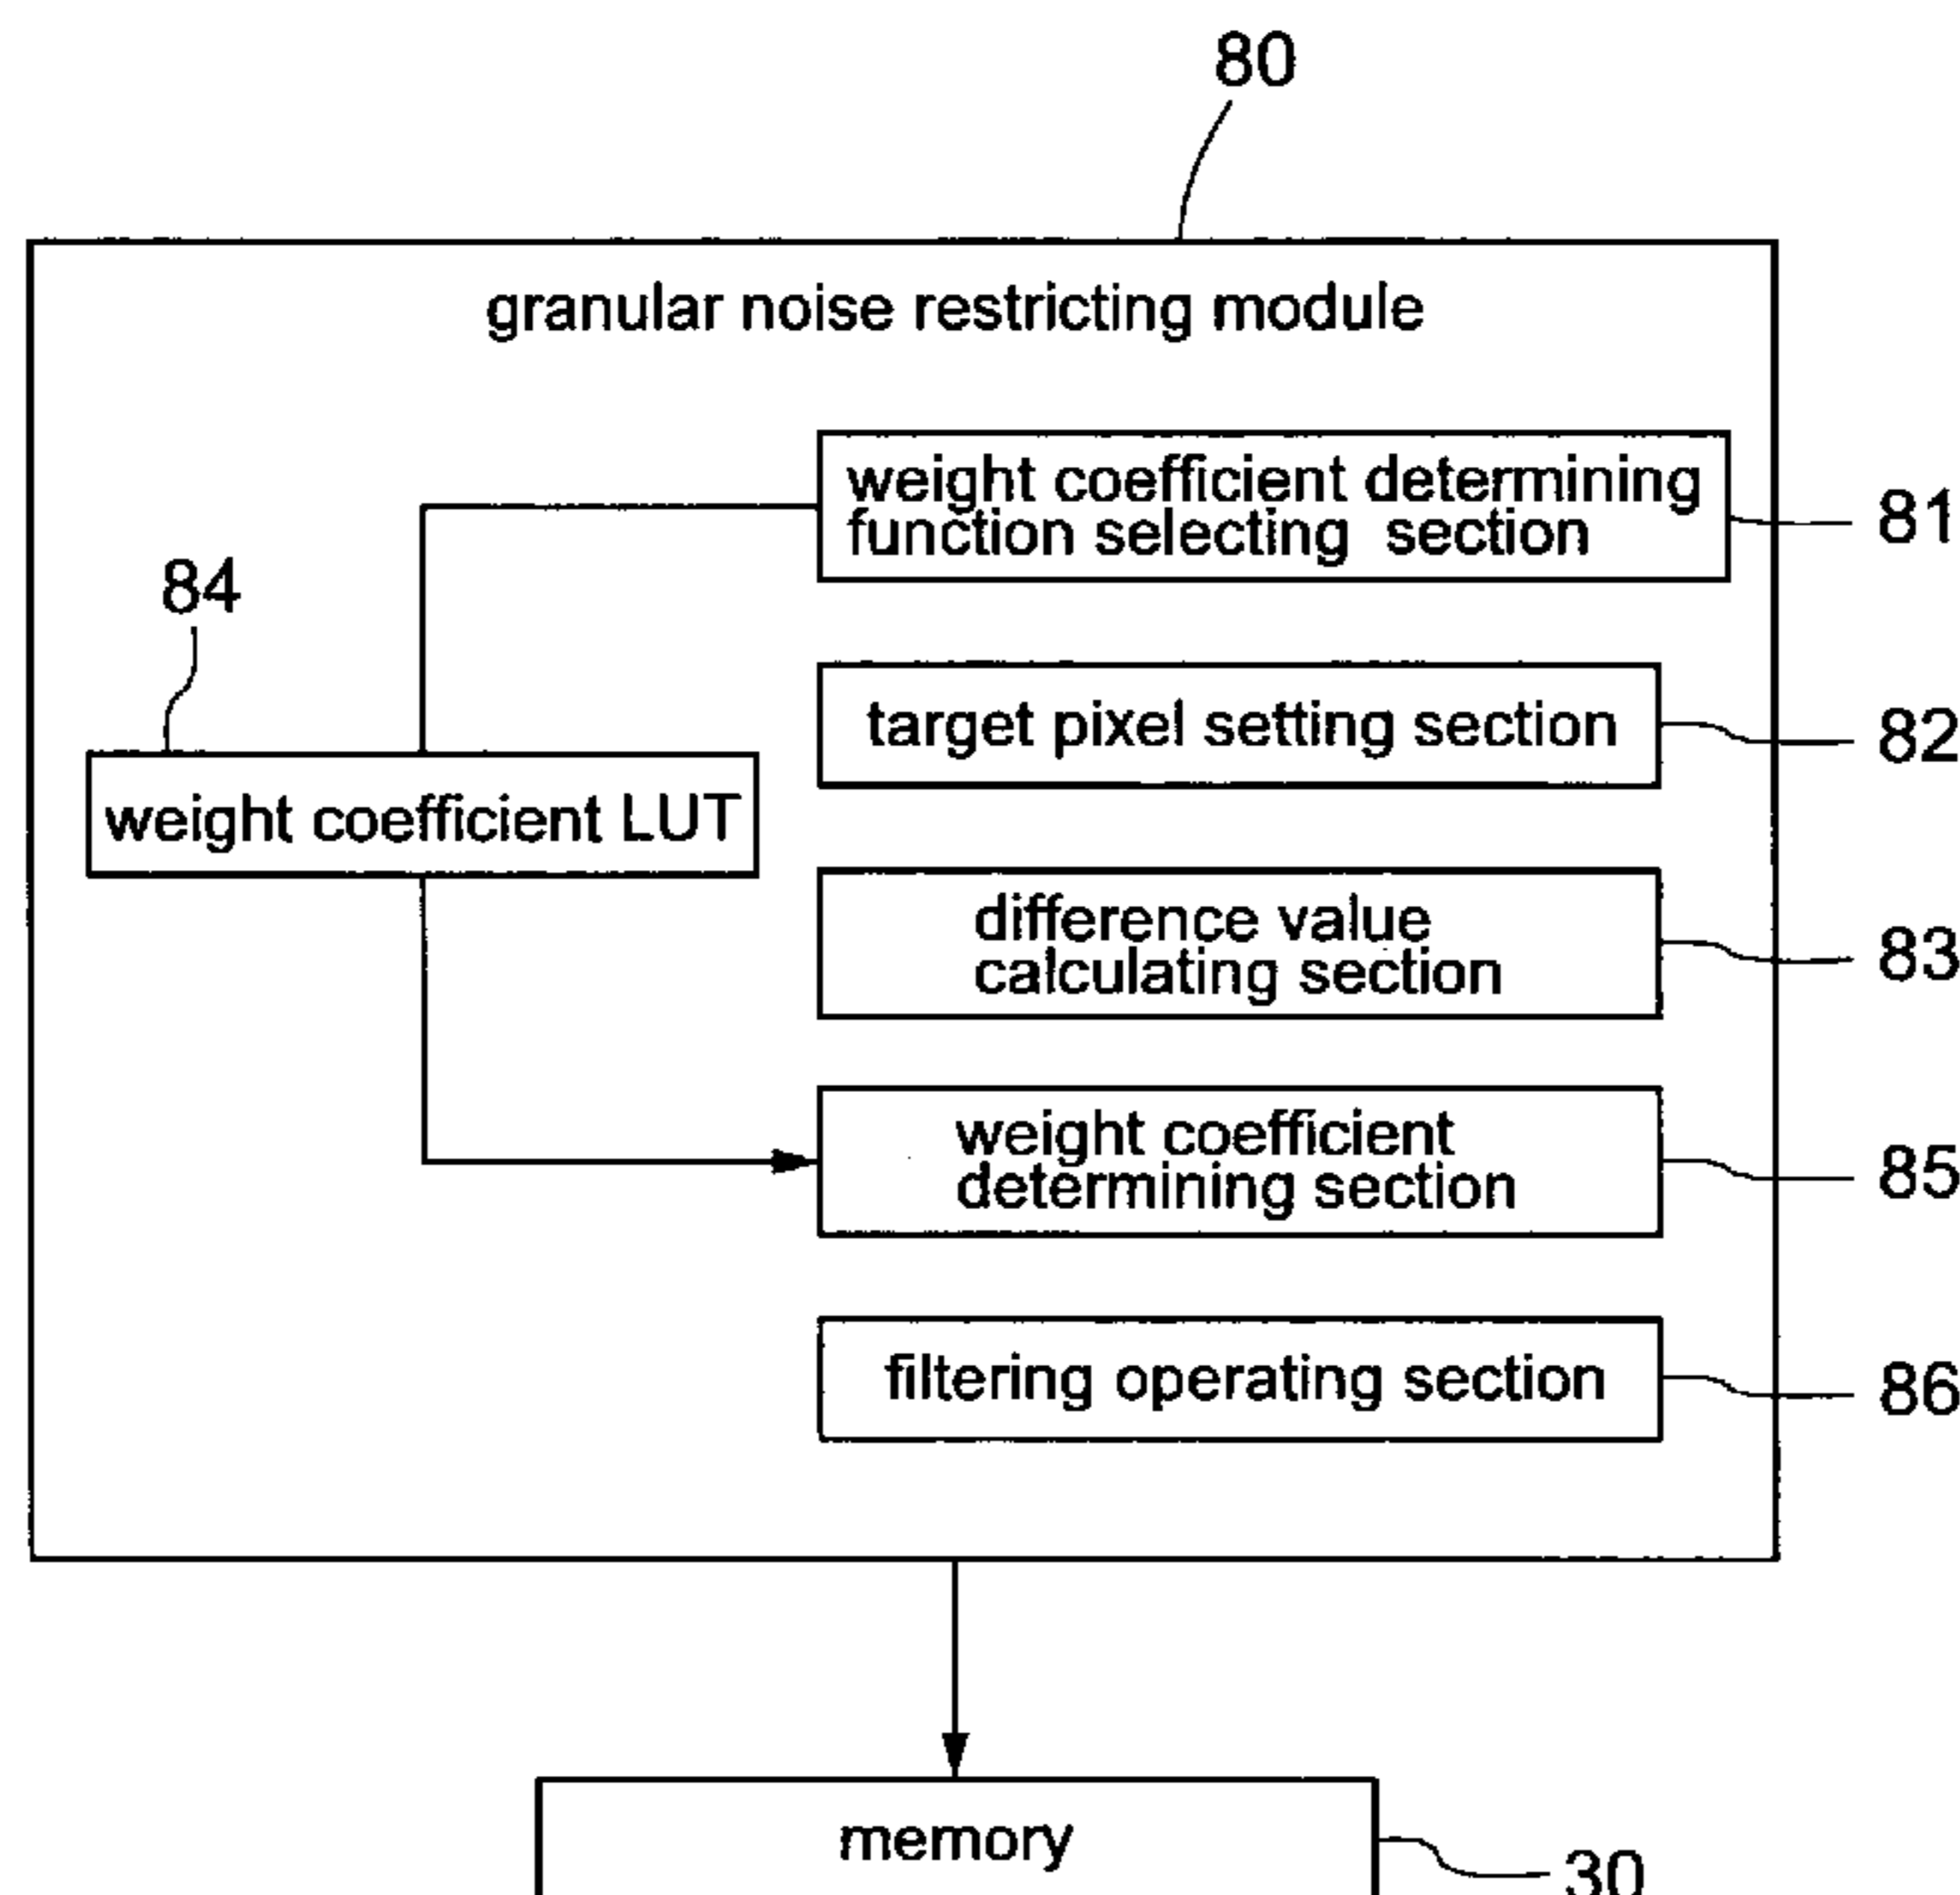 80
granular noise restricting module
weight coefficient determining
function selecting section
81
84
target pixel setting section
82
weight coefficient LUT
difference value
calculating section
83
weight coefficient
determining section
85
filtering operating section
86
memory
30